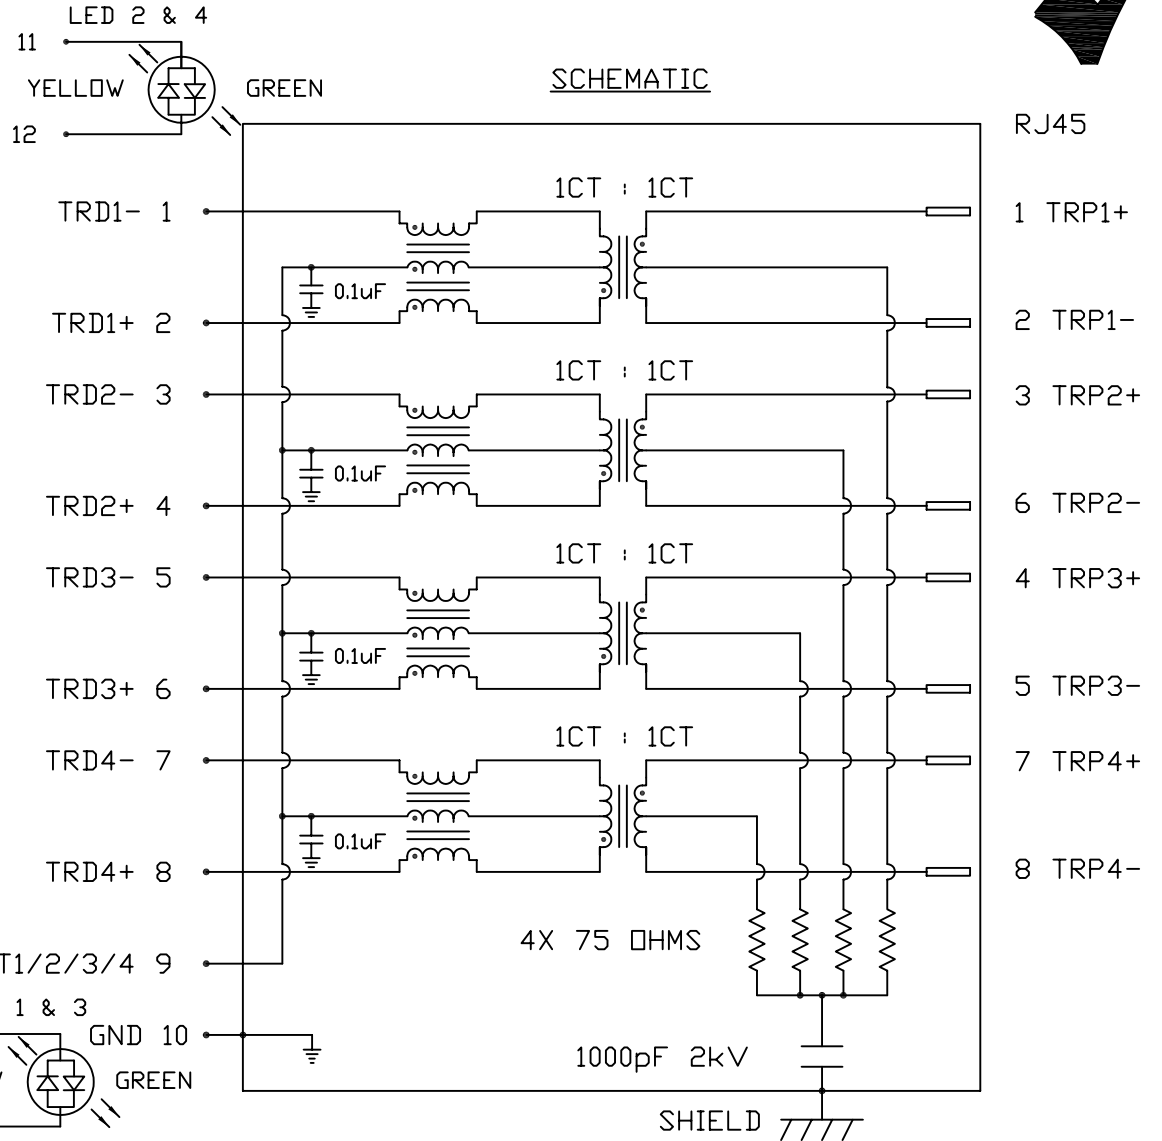 LED 2 & 4
11
YELLOW GREEN
12
SCHEMATIC
RJ45
1CT : 1CT
TRD1- 1
1 TRP1+
0.1uF
TRD1+ 2
2 TRP1-
1CT : 1CT
TRD2- 3
3 TRP2+
0.1uF
TRD2+ 4
6 TRP2-
1CT : 1CT
TRD3- 5
4 TRP3+
0.1uF
TRD3+ 6
5 TRP3-
1CT : 1CT
TRD4- 7
7 TRP4+
0.1uF
TRD4+ 8
8 TRP4-
4X 75 OHMS
T1/2/3/4 9
1 & 3
GND 10
1000pF 2kV
GREEN
SHIELD